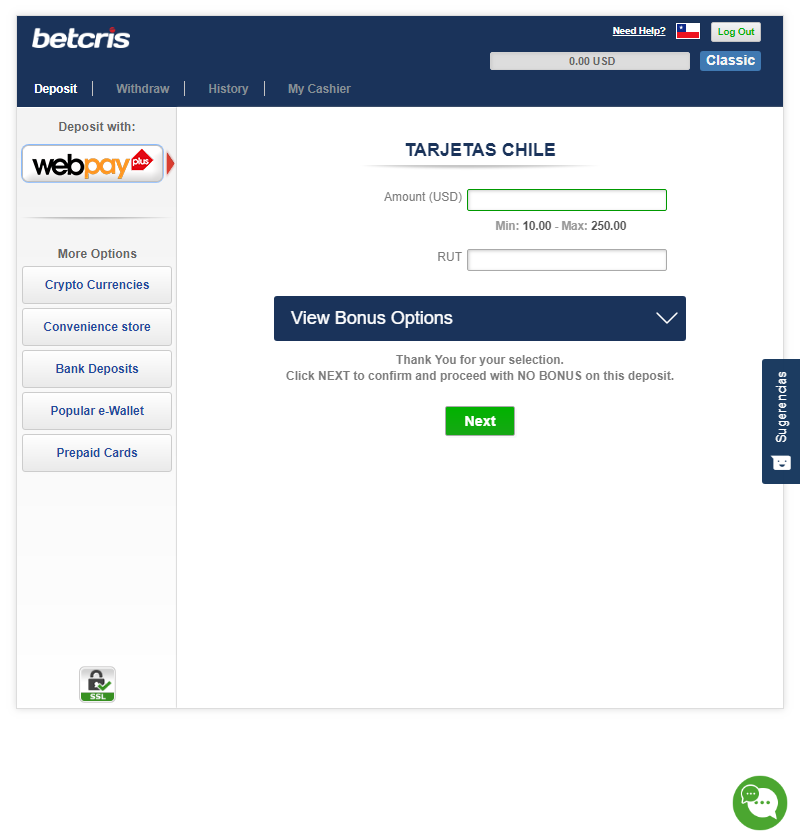 betcris
Need Help?
Log Out
0.00 USD
Classic
Deposit
Withdraw
History
My Cashier
Deposit with:
webpay plus
More Options
Crypto Currencies
Convenience store
Bank Deposits
Popular e-Wallet
Prepaid Cards
SSL
TARJETAS CHILE
Amount (USD)
Min: 10.00 - Max: 250.00
RUT
View Bonus Options
Thank You for your selection.
Click NEXT to confirm and proceed with NO BONUS on this deposit.
Next
Sugerencias